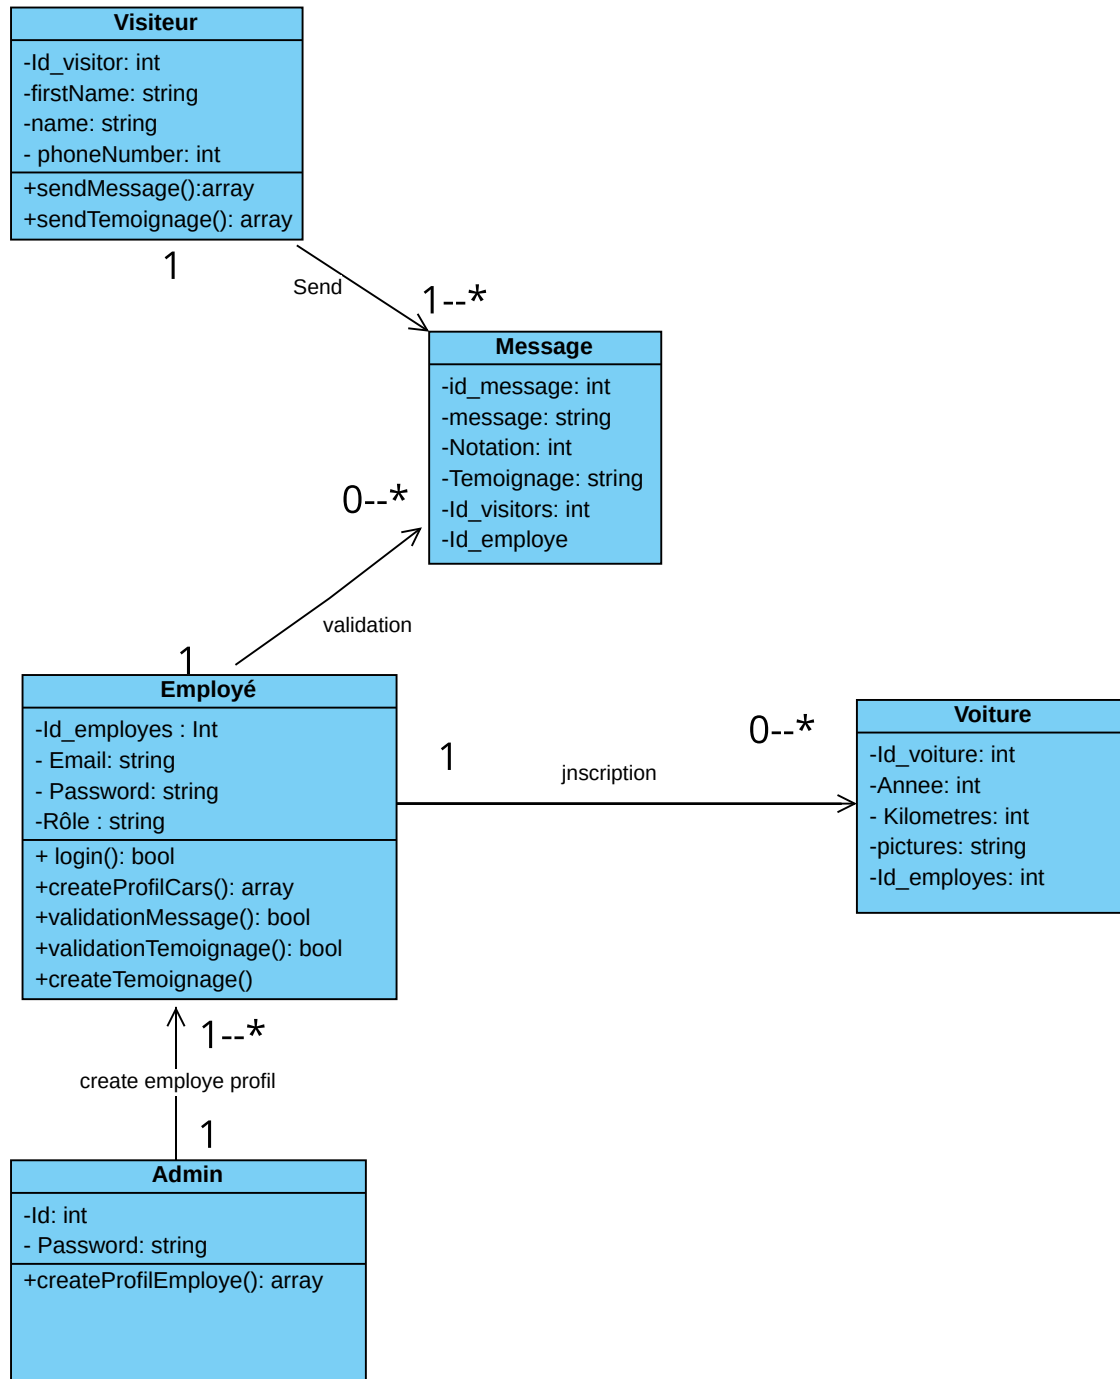 Visiteur
-Id_visitor: int
-firstName: string
-name: string
- phoneNumber: int
+sendMessage():array
+sendTemoignage(): array
1
Send
1--*
Message
-id_message: int
-message: string
-Notation: int
-Temoignage: string
-Id_visitors: int
-Id_employe
0--*
validation
1
Employé
-Id_employes : Int
- Email: string
- Password: string
-Rôle : string
+ login(): bool
+createProfilCars(): array
+validationMessage(): bool
+validationTemoignage(): bool
+createTemoignage()
1
jnscription
0--*
Voiture
-Id_voiture: int
-Annee: int
- Kilometres: int
-pictures: string
-Id_employes: int
1--*
create employe profil
1
Admin
-Id: int
- Password: string
+createProfilEmploye(): array